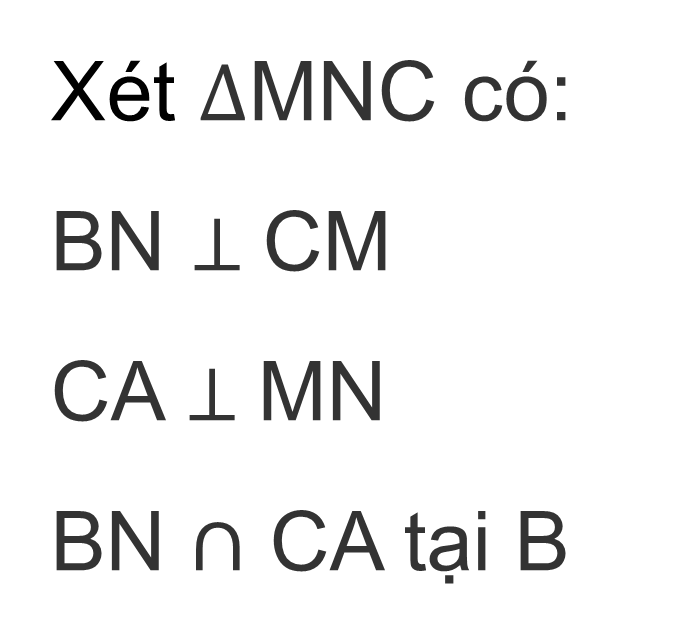 Xét ΔMNC có:
BN ⊥ CM
CA ⊥ MN
BN ∩ CA tại B